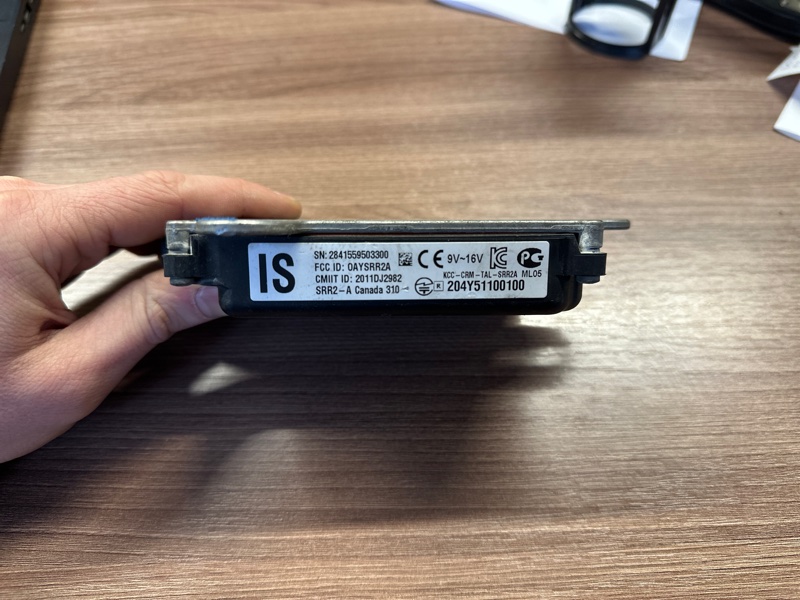 IS
SN: 2841559503300
FCC ID: OAYSRR2A
CMIIT ID: 2011DJ2982
SRR2-A Canada 310
CE 9V~16V
KCC-CRM-TAL-SRR2A ML05
R 204Y51100100